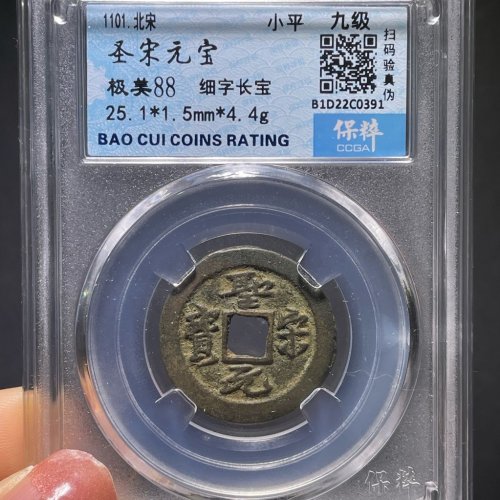 1101.北宋 小平 九级
圣宋元宝
极美88 细字长宝
25.1*1.5mm*4.4g
BAO CUI COINS RATING
扫码验真伪
B1D22C0391
保粹
CCGA
聖宋元寳
保粹